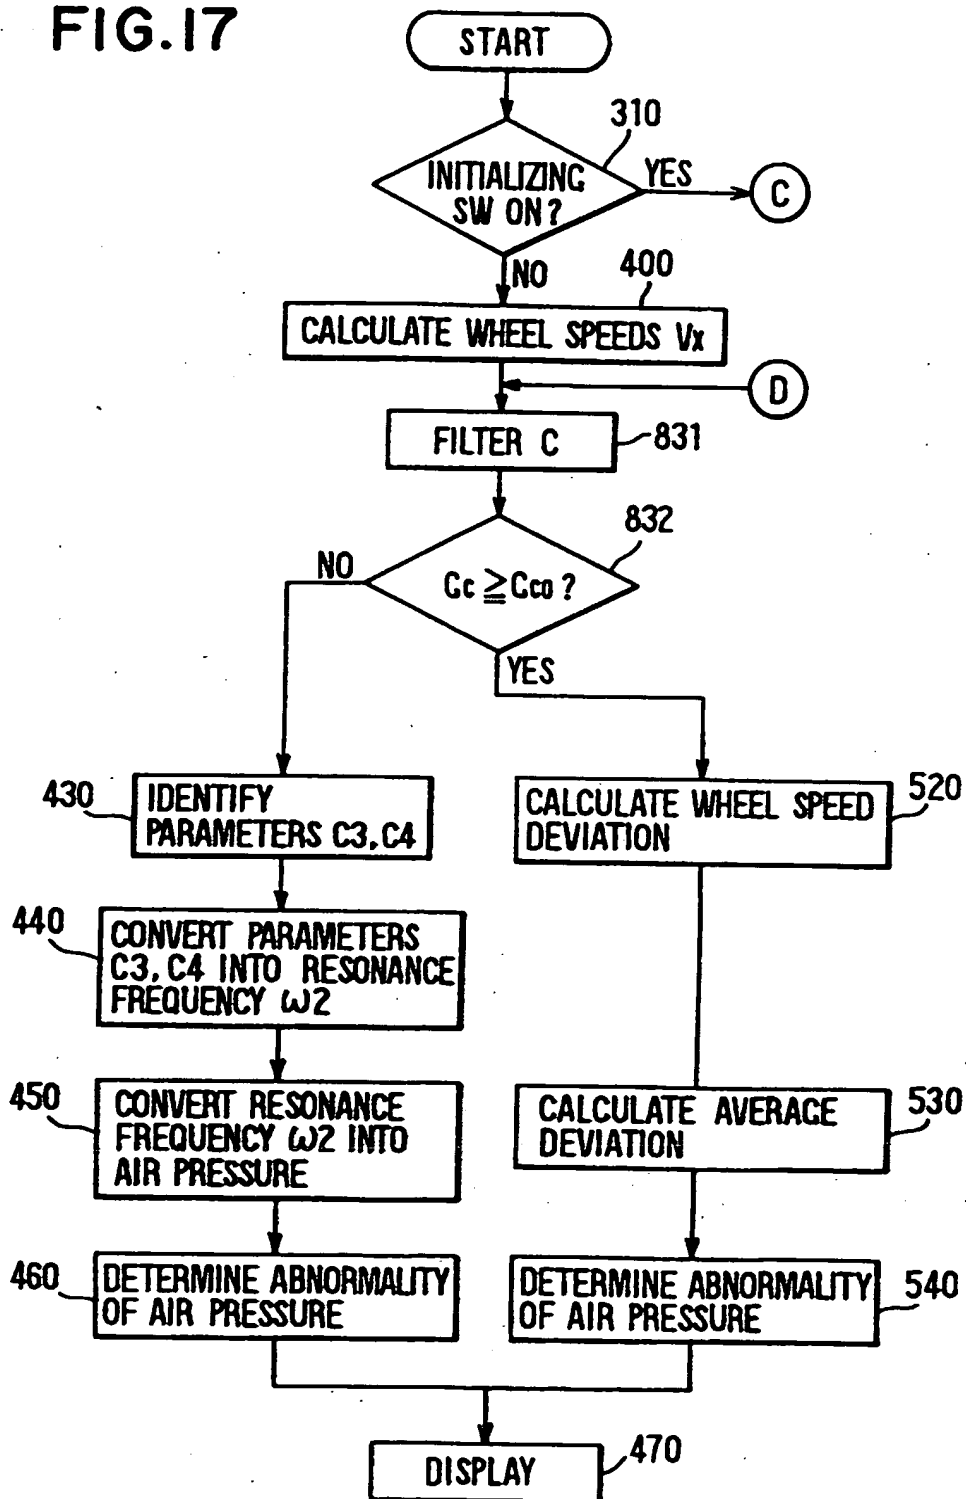 FIG.17
START
310
INITIALIZING
SW ON?
YES
C
NO
400
CALCULATE WHEEL SPEEDS Vx
D
FILTER C
831
832
NO
Cc ≧ Cco ?
YES
430
IDENTIFY
PARAMETERS C3, C4
CALCULATE WHEEL SPEED
DEVIATION
520
440
CONVERT PARAMETERS
C3, C4 INTO RESONANCE
FREQUENCY ω2
450
CONVERT RESONANCE
FREQUENCY ω2 INTO
AIR PRESSURE
CALCULATE AVERAGE
DEVIATION
530
460
DETERMINE ABNORMALITY
OF AIR PRESSURE
DETERMINE ABNORMALITY
OF AIR PRESSURE
540
DISPLAY
470